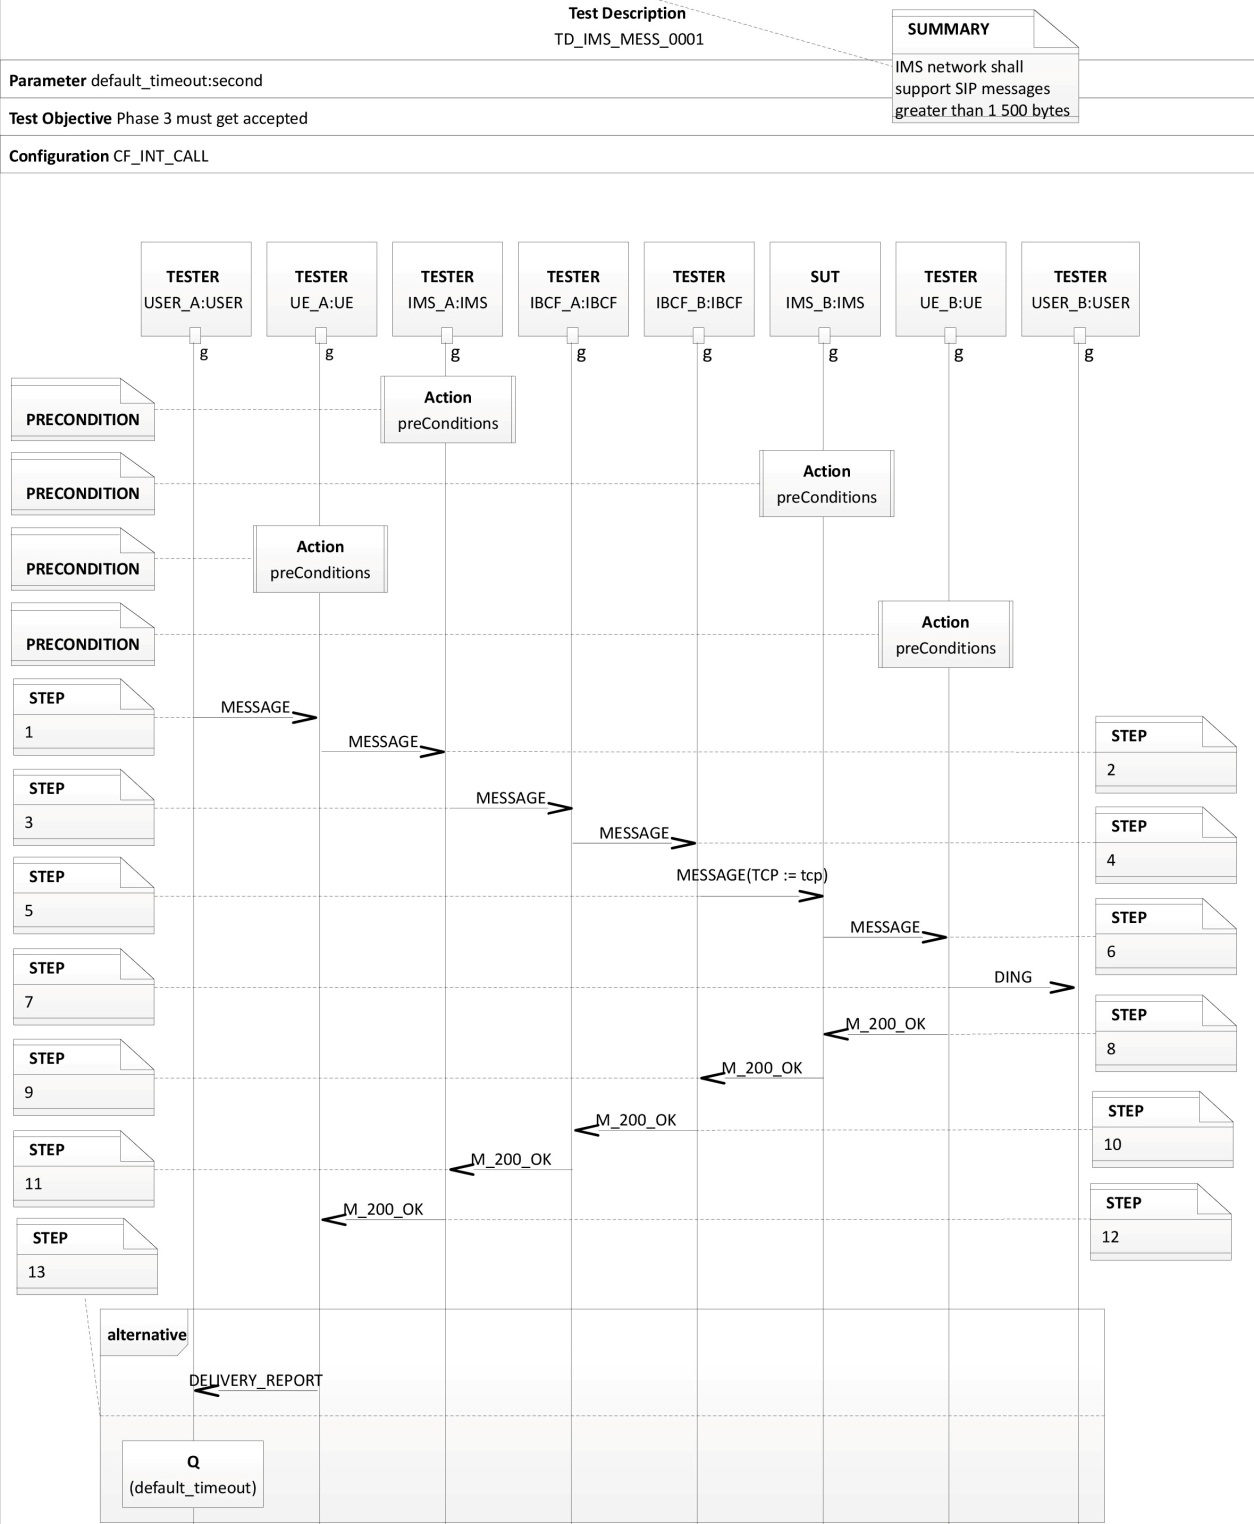 Test Description
TD_IMS_MESS_0001
SUMMARY
IMS network shall
support SIP messages
greater than 1 500 bytes
Parameter default_timeout:second
Test Objective Phase 3 must get accepted
Configuration CF_INT_CALL
TESTER
USER_A:USER
g
TESTER
UE_A:UE
g
TESTER
IMS_A:IMS
g
TESTER
IBCF_A:IBCF
g
TESTER
IBCF_B:IBCF
g
SUT
IMS_B:IMS
g
TESTER
UE_B:UE
g
TESTER
USER_B:USER
g
PRECONDITION
Action
preConditions
PRECONDITION
Action
preConditions
PRECONDITION
Action
preConditions
PRECONDITION
Action
preConditions
STEP
1
MESSAGE
MESSAGE
STEP
2
STEP
3
MESSAGE
MESSAGE
STEP
4
STEP
5
MESSAGE(TCP := tcp)
MESSAGE
STEP
6
STEP
7
DING
M_200_OK
STEP
8
STEP
9
M_200_OK
M_200_OK
STEP
10
STEP
11
M_200_OK
M_200_OK
STEP
12
STEP
13
alternative
DELIVERY_REPORT
Q
(default_timeout)